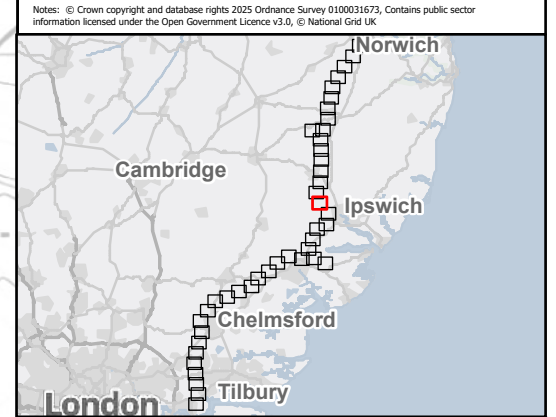 Notes: © Crown copyright and database rights 2025 Ordnance Survey 0100031673, Contains public sector
information licensed under the Open Government Licence v3.0, © National Grid UK
Norwich
Cambridge
Ipswich
Chelmsford
Tilbury
London